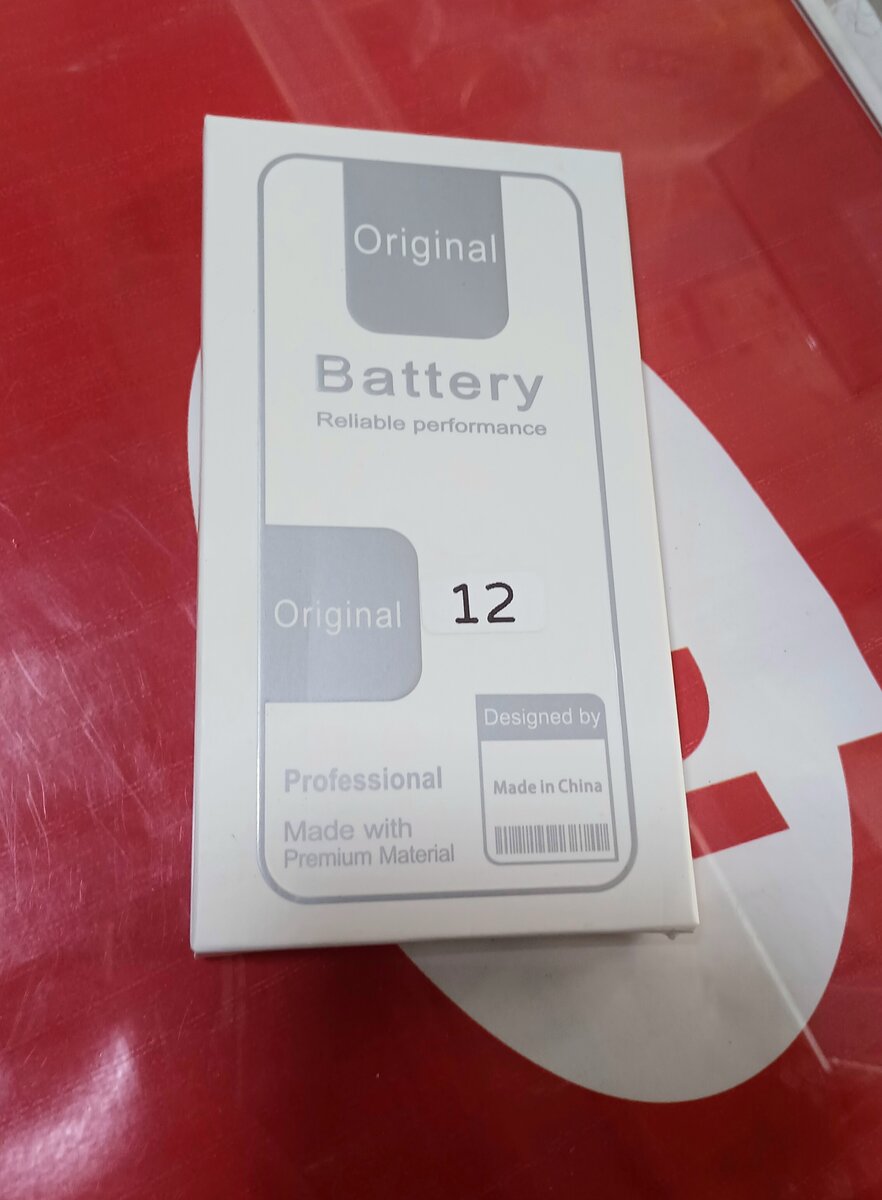 Original
Battery
Reliable performance
Original
12
Designed by
Made in China
Professional
Made with
Premium Material